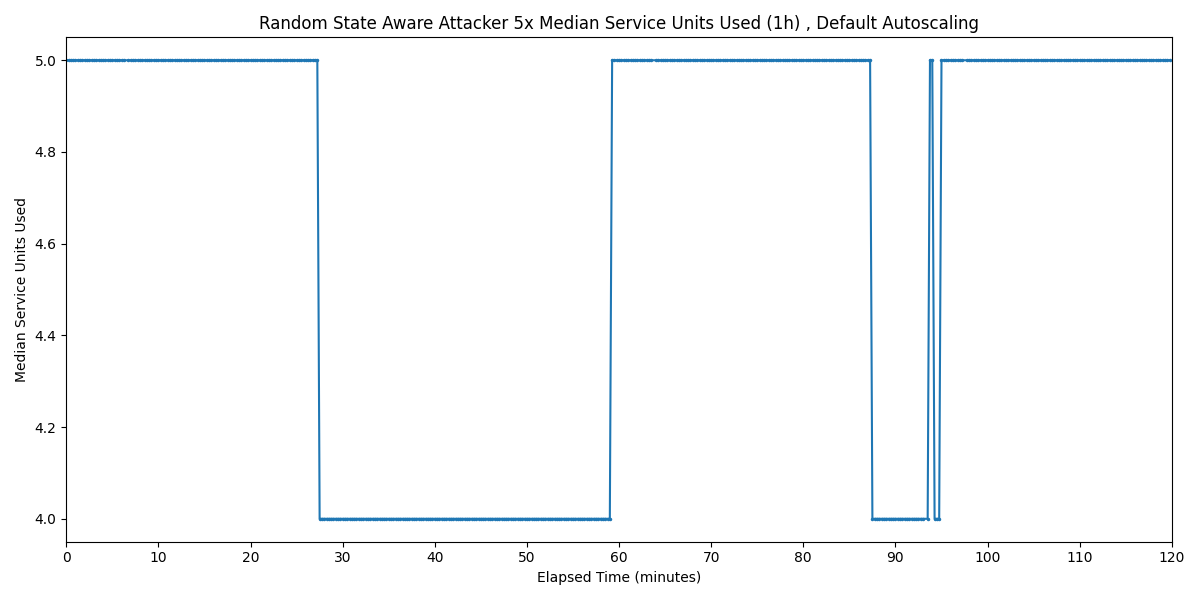 Random State Aware Attacker 5x Median Service Units Used (1h) , Default Autoscaling
5.0
4.8
4.6
4.4
4.2
4.0
Median Service Units Used
0 10 20 30 40 50 60 70 80 90 100 110 120
Elapsed Time (minutes)